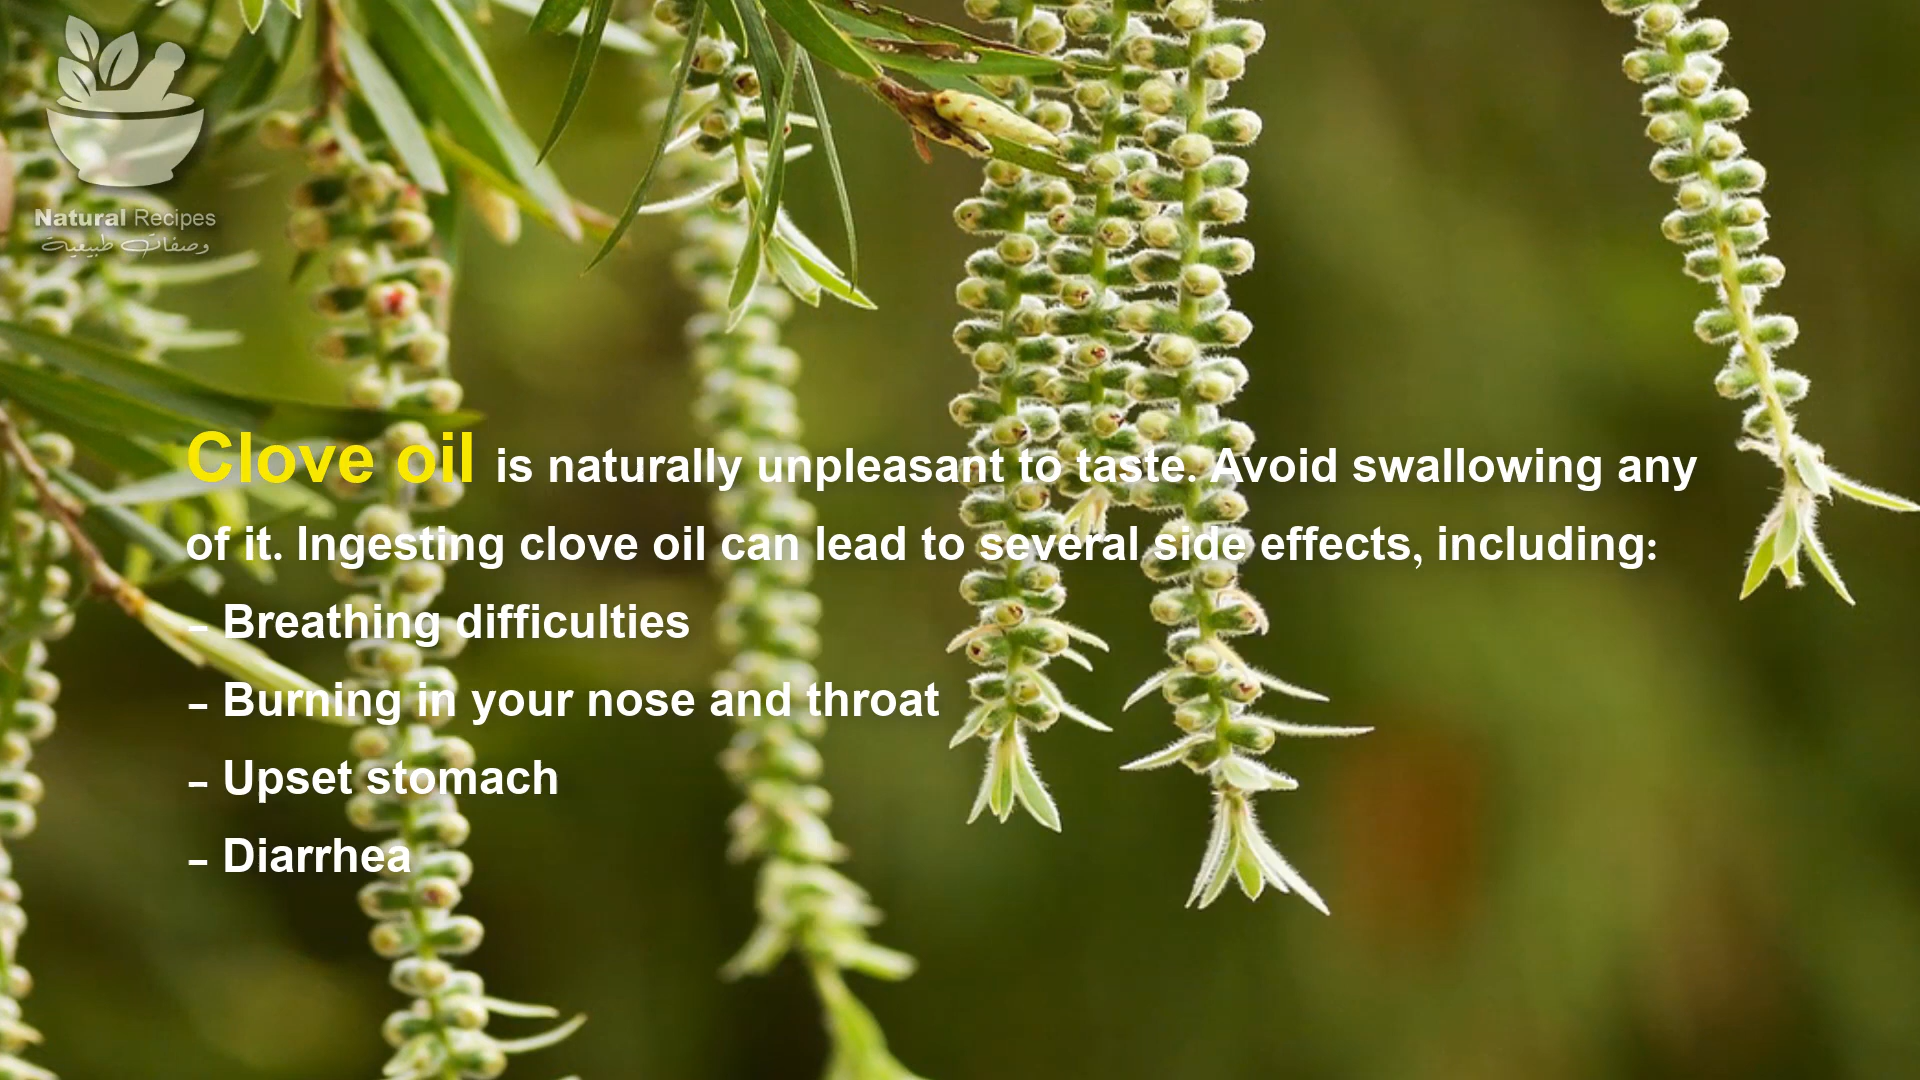 Natural Recipes
وصفات طبيعية
Clove oil is naturally unpleasant to taste. Avoid swallowing any
of it. Ingesting clove oil can lead to several side effects, including:
- Breathing difficulties
- Burning in your nose and throat
- Upset stomach
- Diarrhea